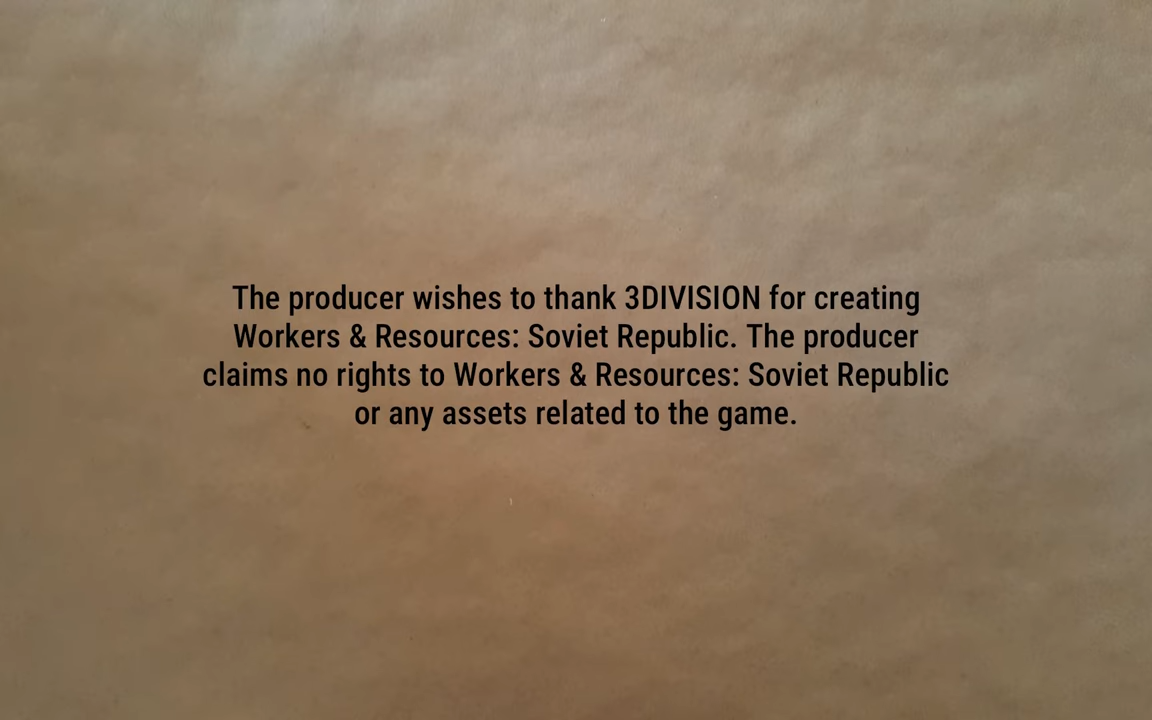 The producer wishes to thank 3DIVISION for creating
Workers & Resources: Soviet Republic. The producer
claims no rights to Workers & Resources: Soviet Republic
or any assets related to the game.